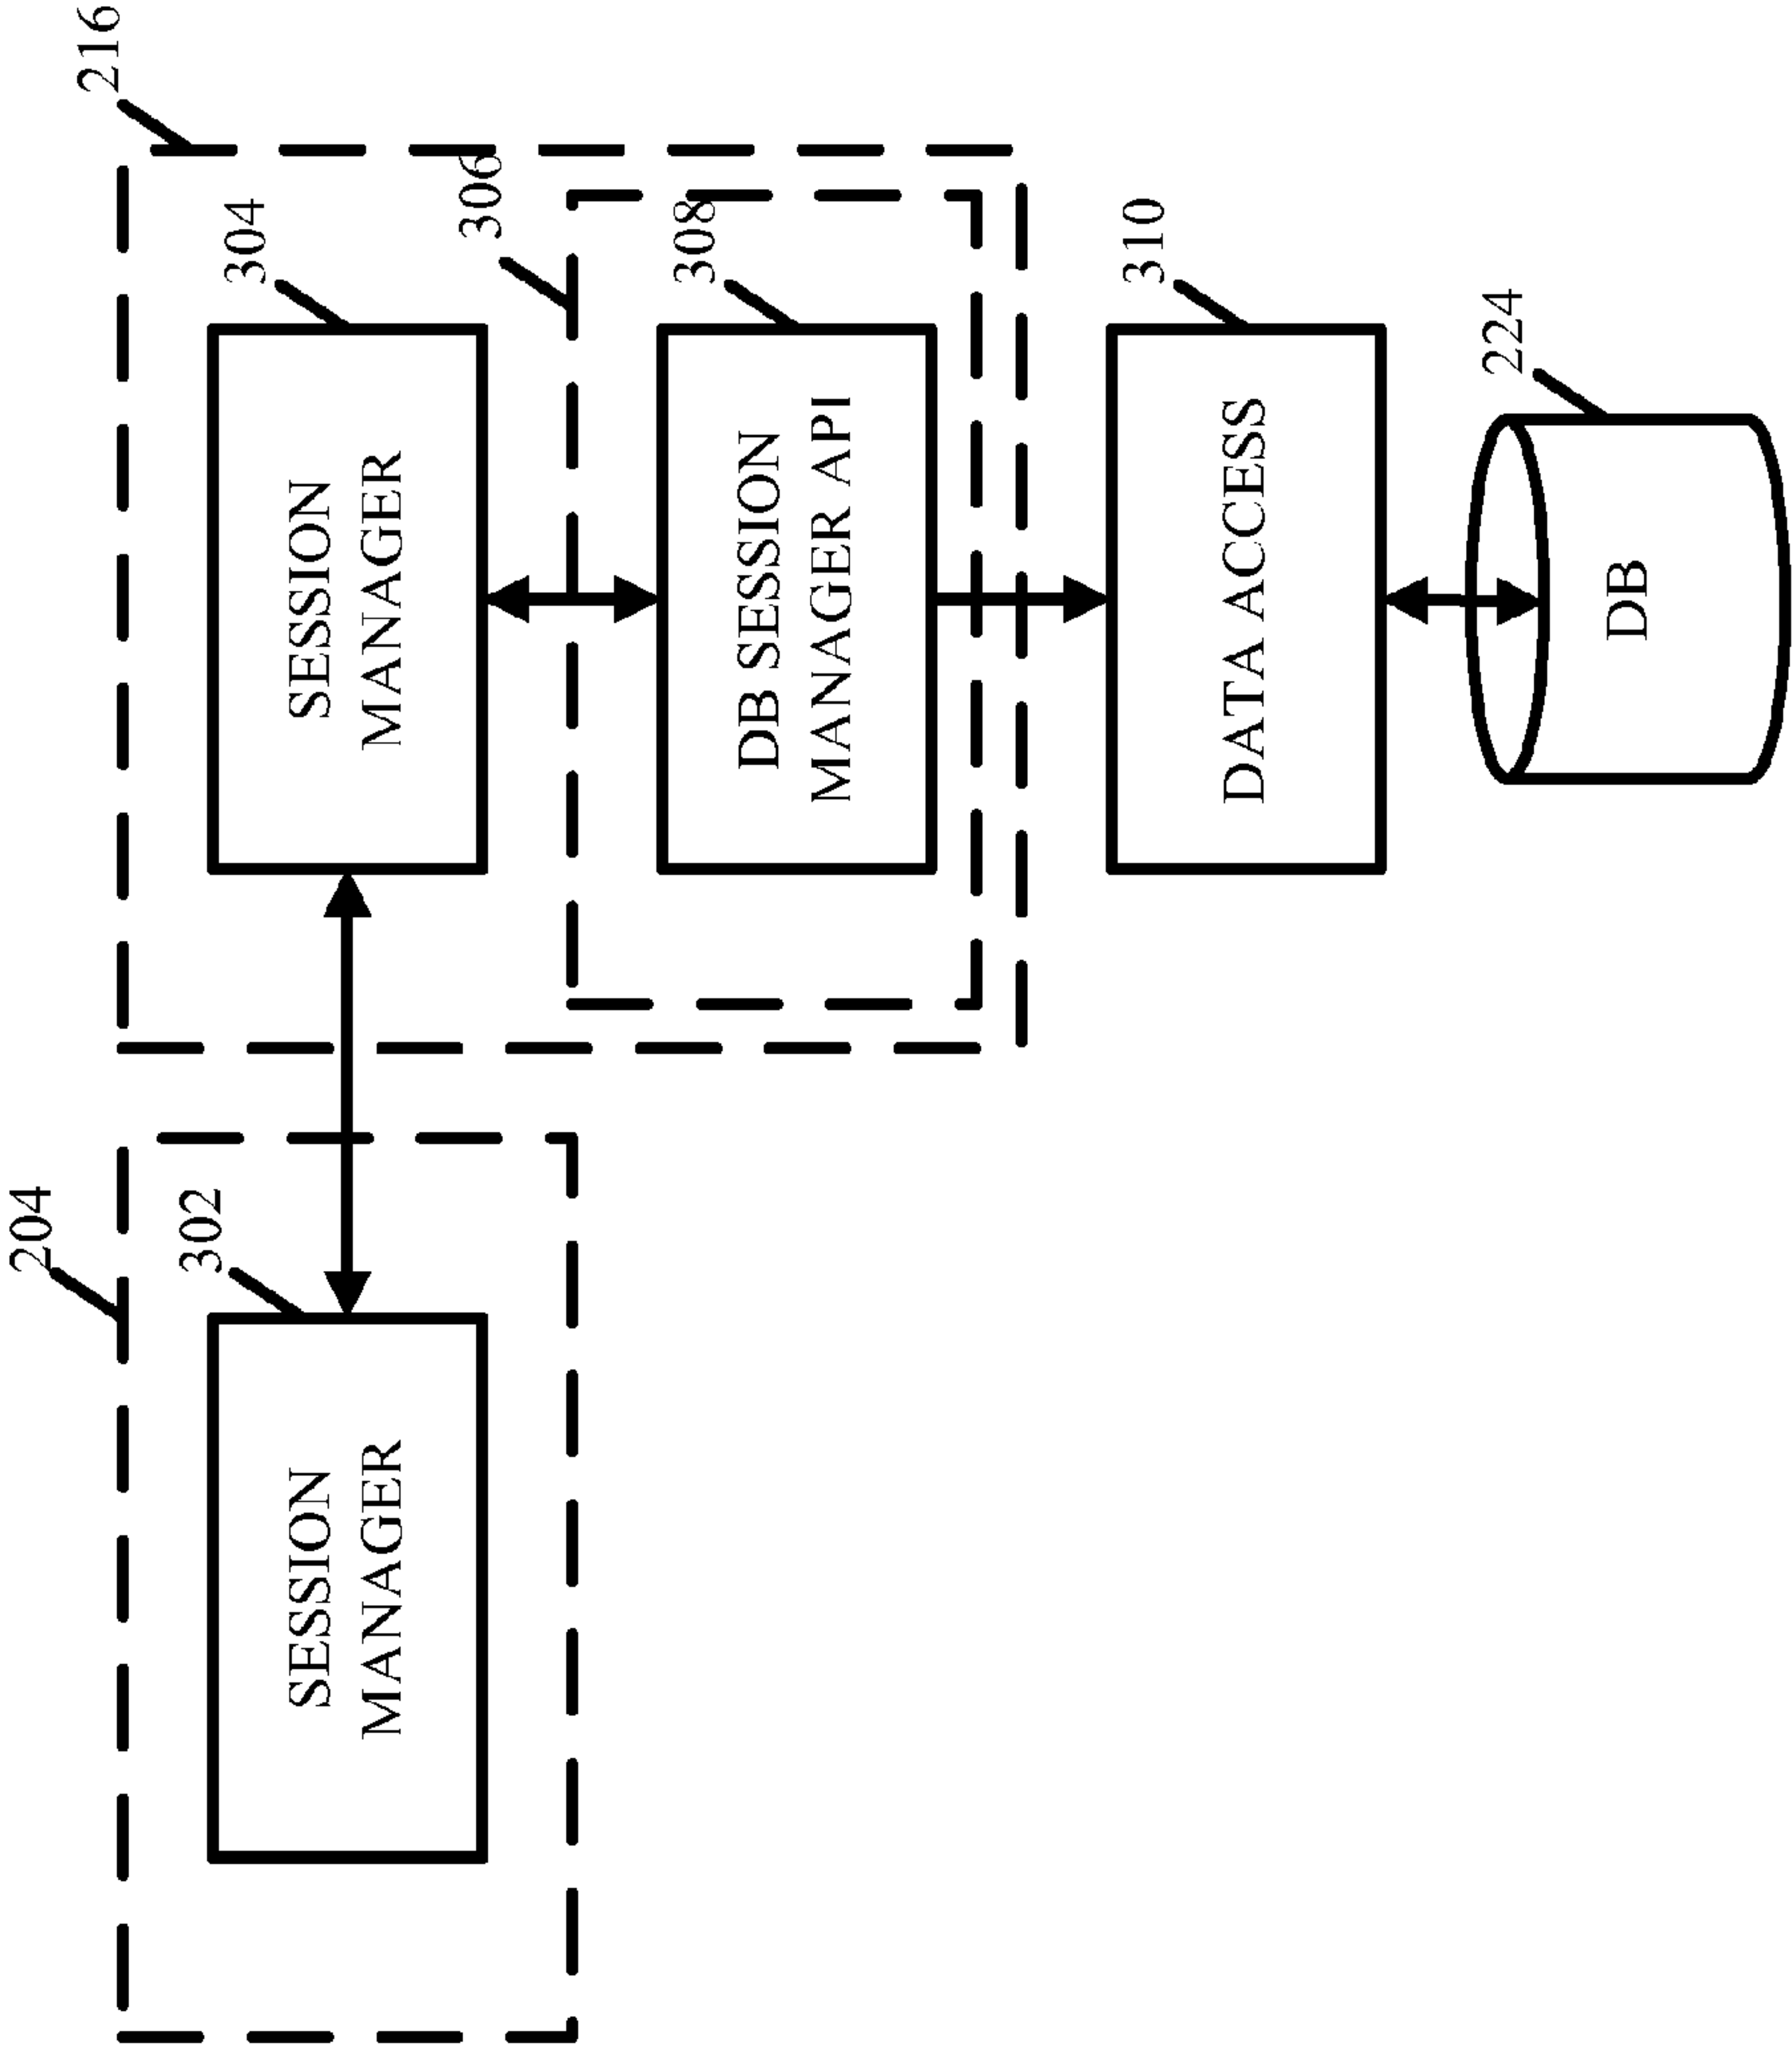 204
302
SESSION
MANAGER
216
304
SESSION
MANAGER
306
308
DB SESSION
MANAGER API
310
DATA ACCESS
224
DB